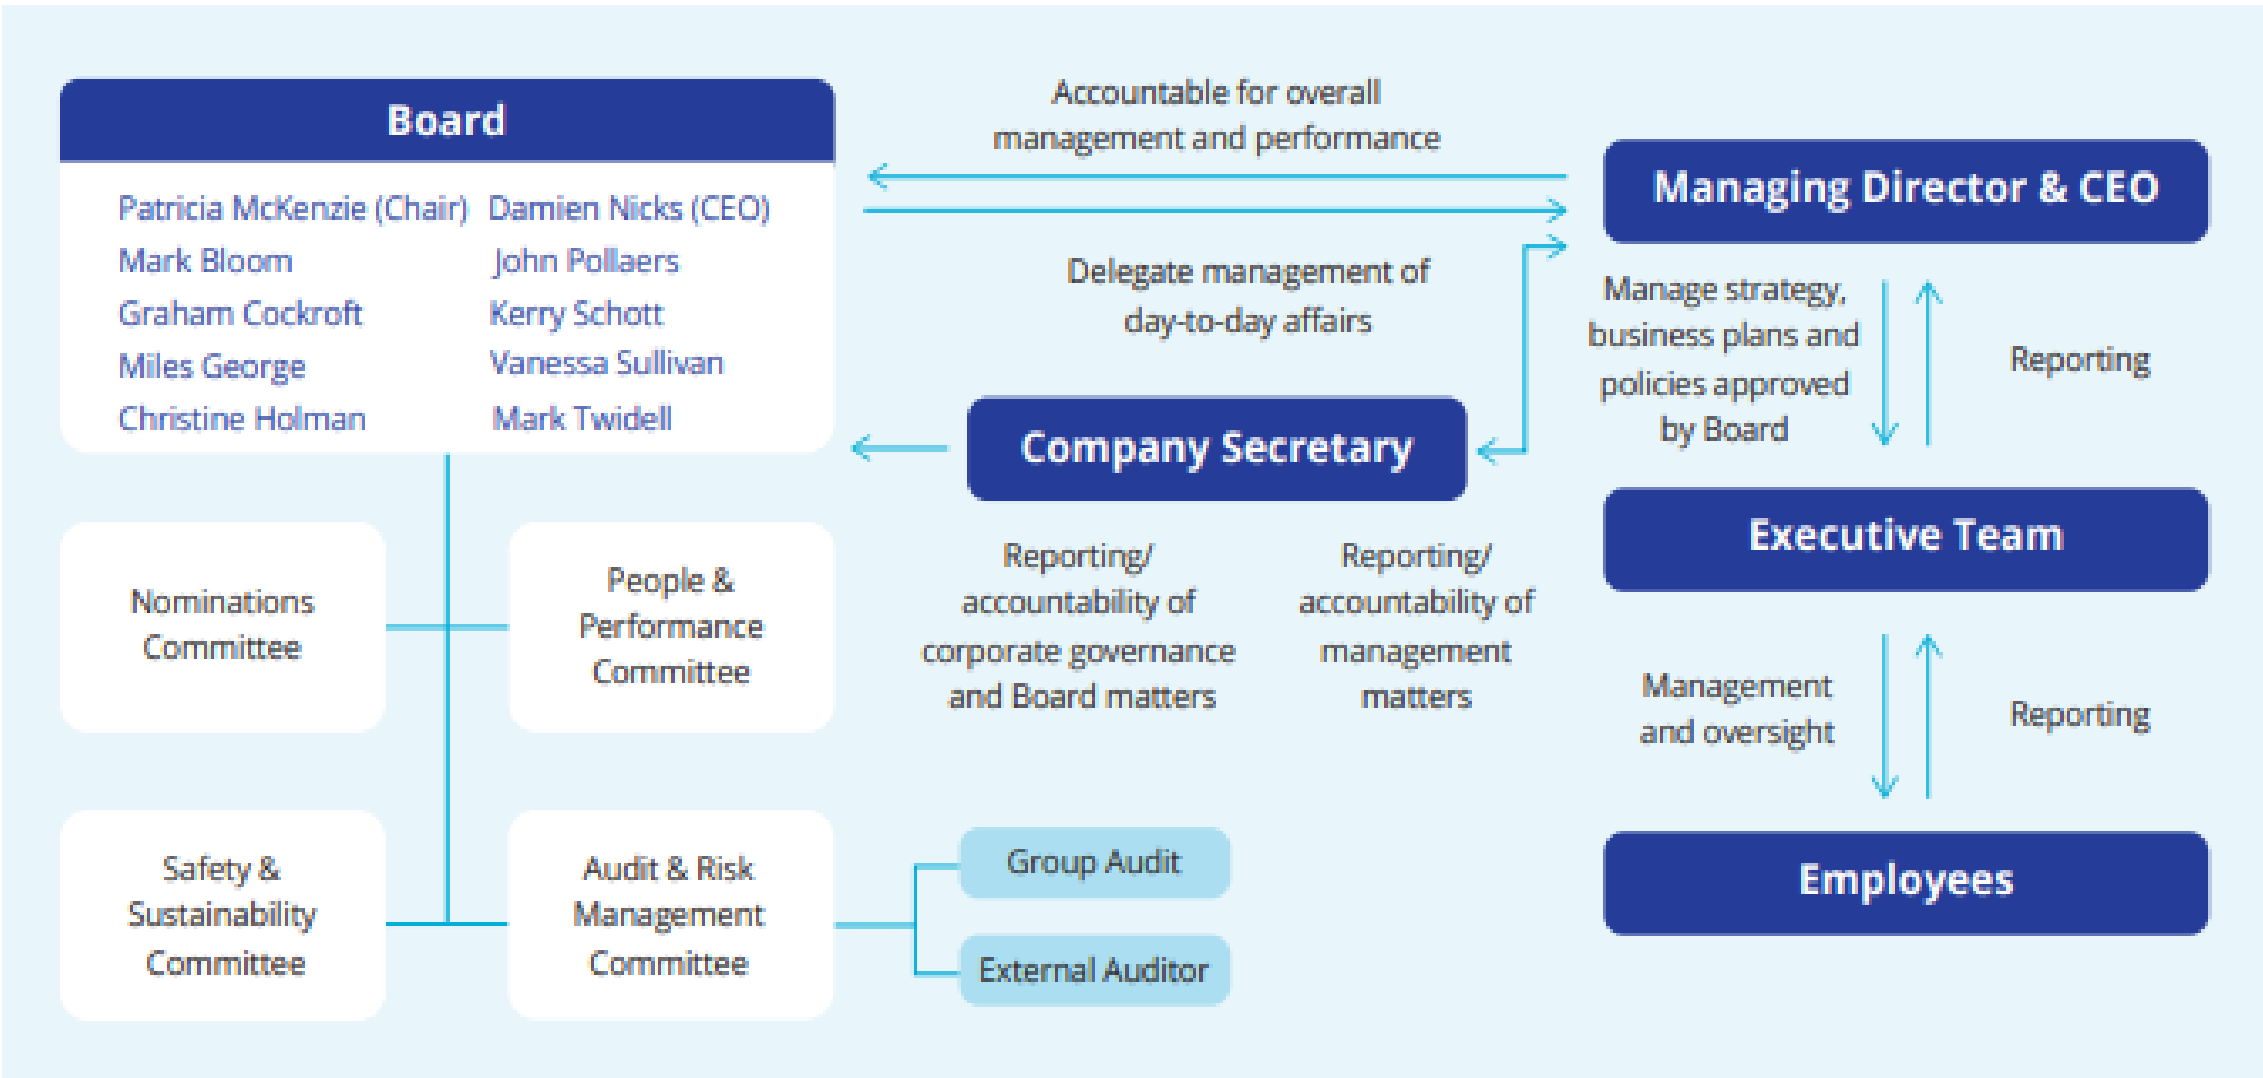 Board
Patricia McKenzie (Chair) Damien Nicks (CEO)
Mark Bloom John Pollaers
Graham Cockroft Kerry Schott
Miles George Vanessa Sullivan
Christine Holman Mark Twidell
Accountable for overall
management and performance
Delegate management of
day-to-day affairs
Managing Director & CEO
Manage strategy,
business plans and
policies approved
by Board
Reporting
Company Secretary
Reporting/
accountability of
corporate governance
and Board matters
Reporting/
accountability of
management
matters
Executive Team
Management
and oversight
Reporting
Employees
Nominations
Committee
People &
Performance
Committee
Safety &
Sustainability
Committee
Audit & Risk
Management
Committee
Group Audit
External Auditor